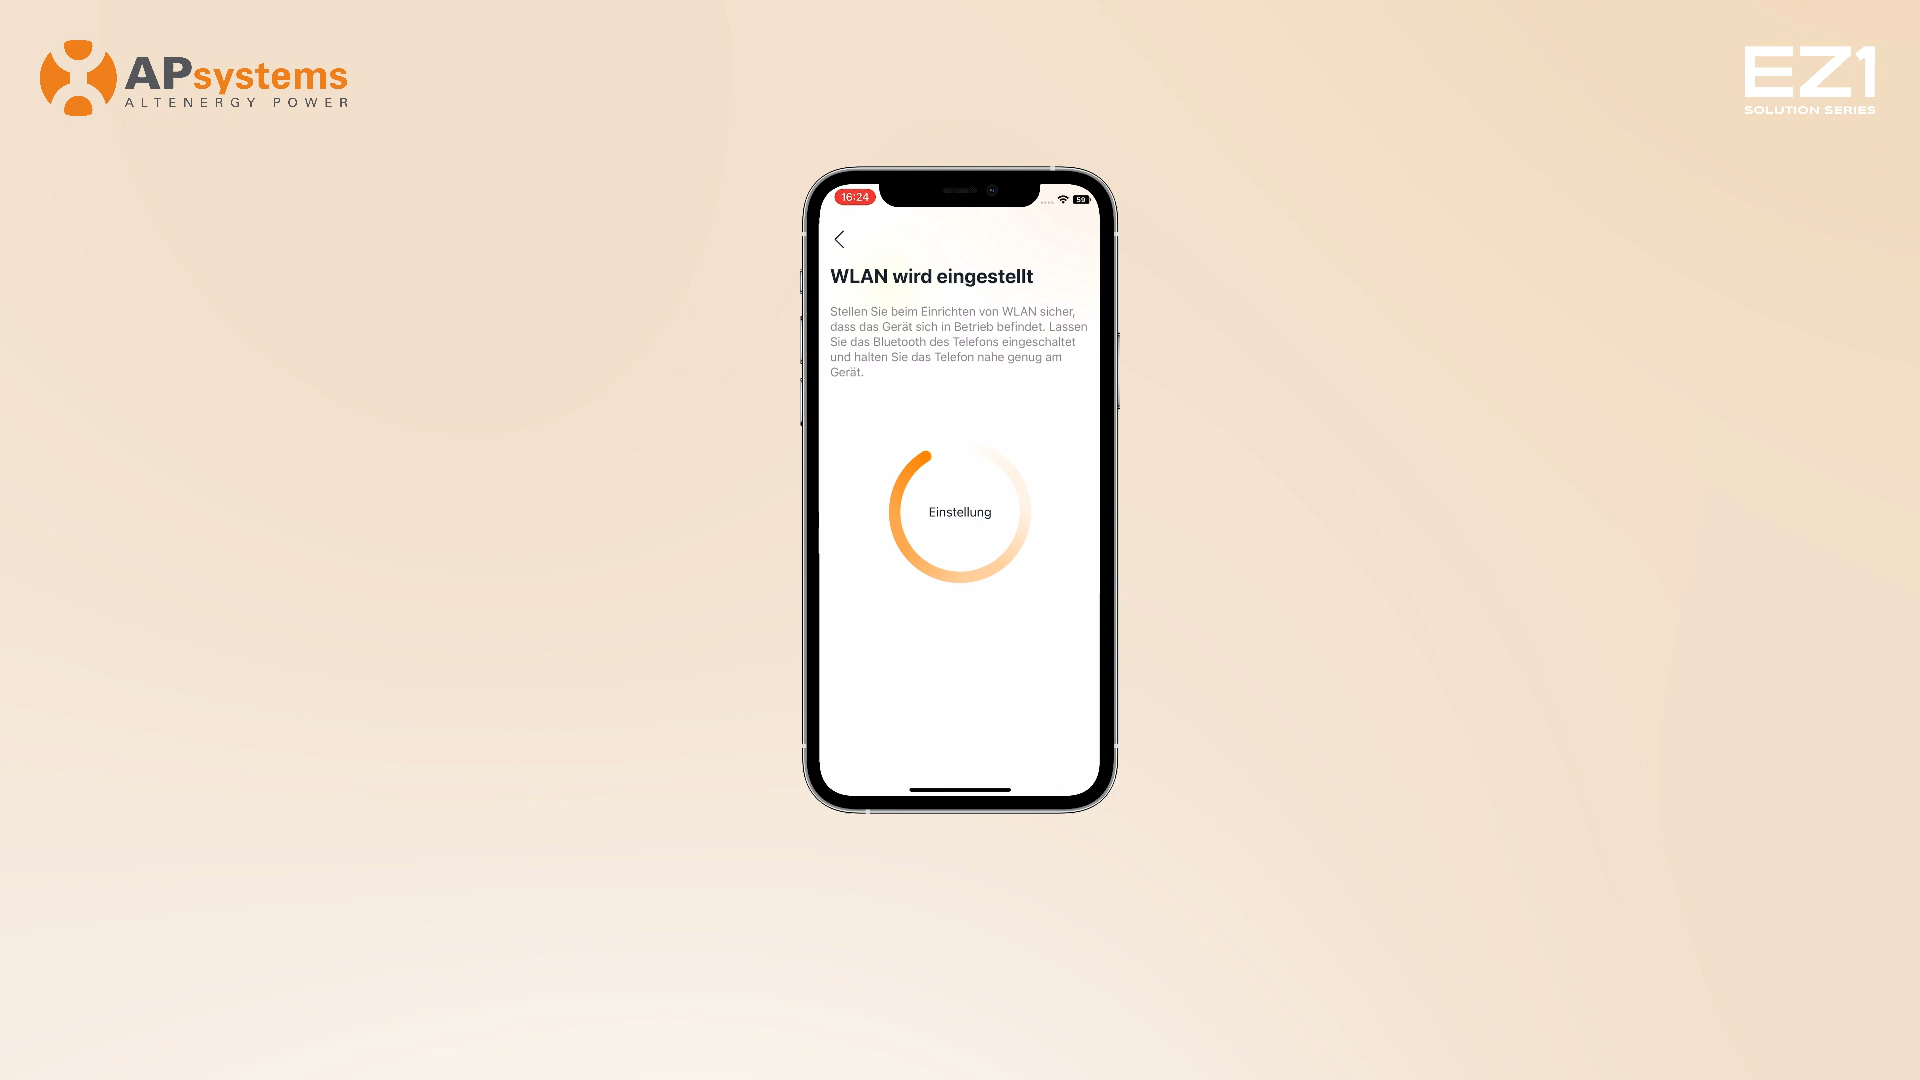 APsystems
ALTENERGY POWER
EZ1
SOLUTION SERIES
16:24
59
WLAN wird eingestellt
Stellen Sie beim Einrichten von WLAN sicher,
dass das Gerät sich in Betrieb befindet. Lassen
Sie das Bluetooth des Telefons eingeschaltet
und halten Sie das Telefon nahe genug am
Gerät.
Einstellung